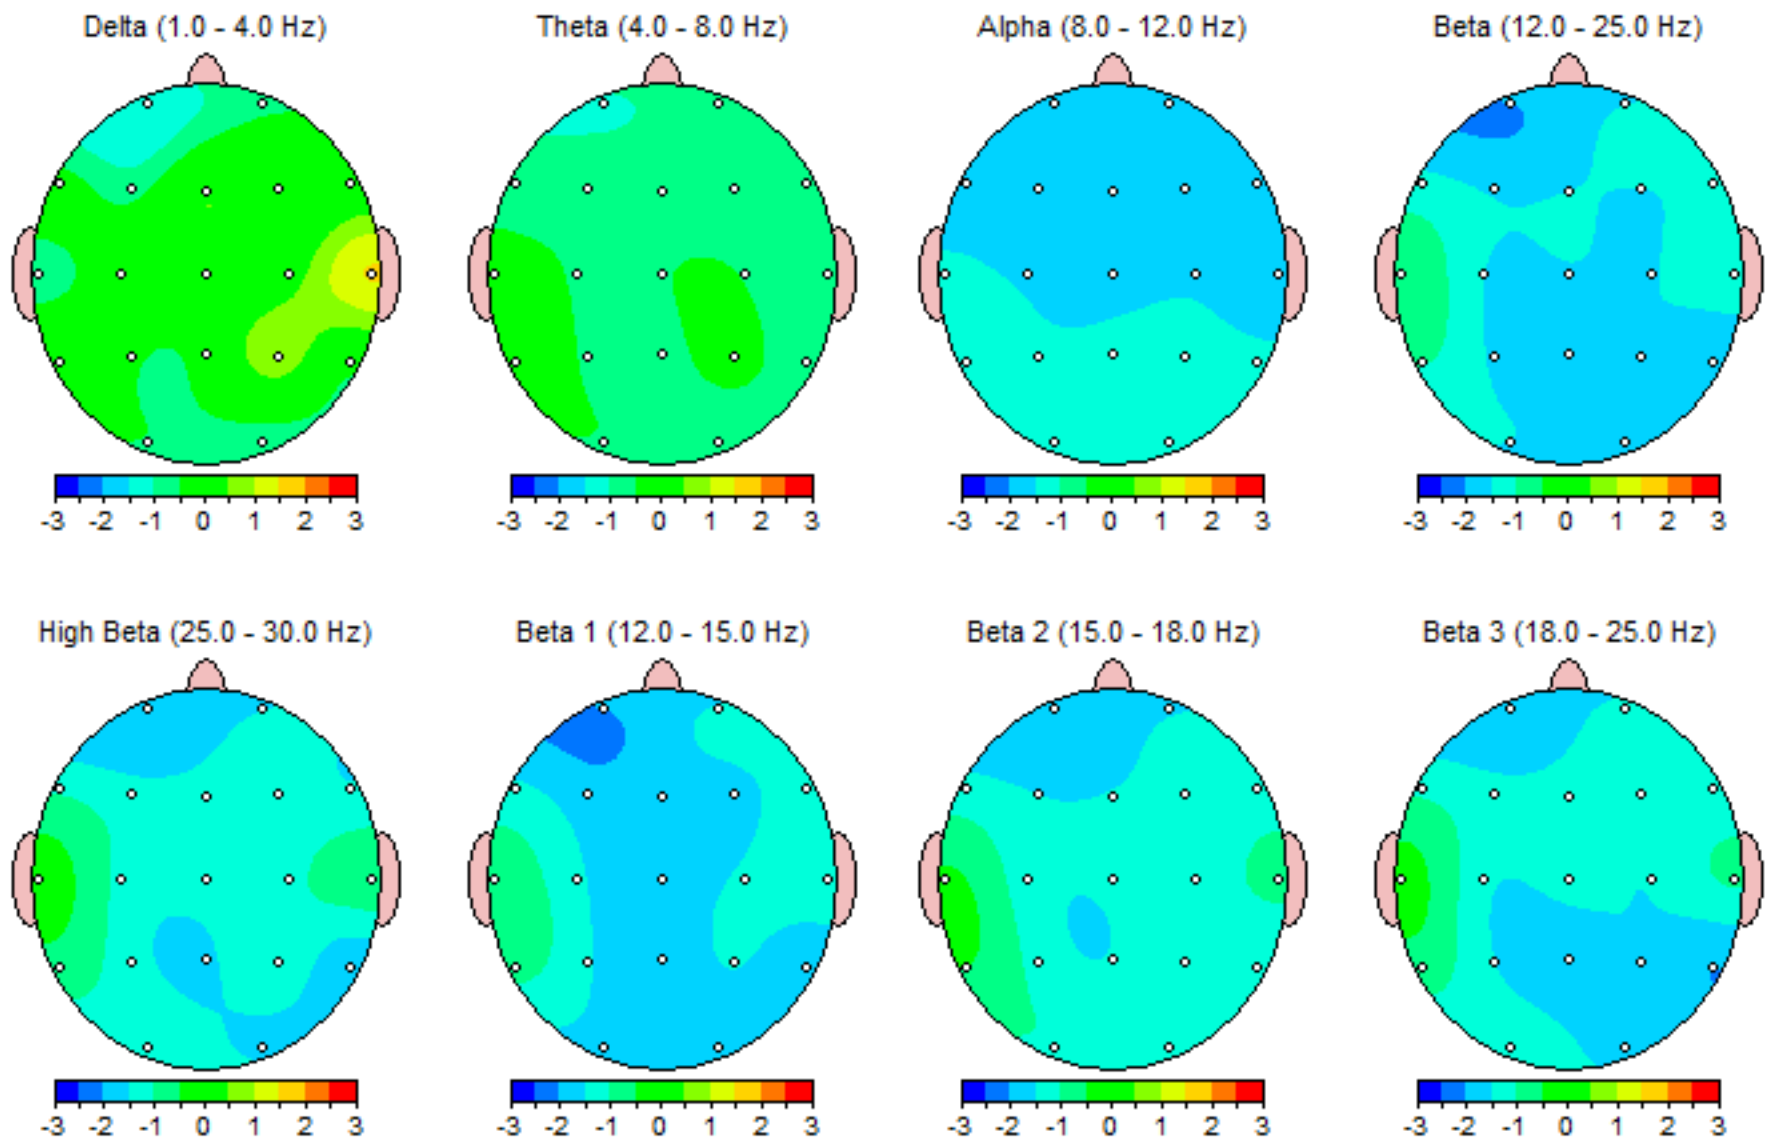 Delta (1.0 - 4.0 Hz)
Theta (4.0 - 8.0 Hz)
Alpha (8.0 - 12.0 Hz)
Beta (12.0 - 25.0 Hz)
-3 -2 -1 0 1 2 3
-3 -2 -1 0 1 2 3
-3 -2 -1 0 1 2 3
-3 -2 -1 0 1 2 3
High Beta (25.0 - 30.0 Hz)
Beta 1 (12.0 - 15.0 Hz)
Beta 2 (15.0 - 18.0 Hz)
Beta 3 (18.0 - 25.0 Hz)
-3 -2 -1 0 1 2 3
-3 -2 -1 0 1 2 3
-3 -2 -1 0 1 2 3
-3 -2 -1 0 1 2 3